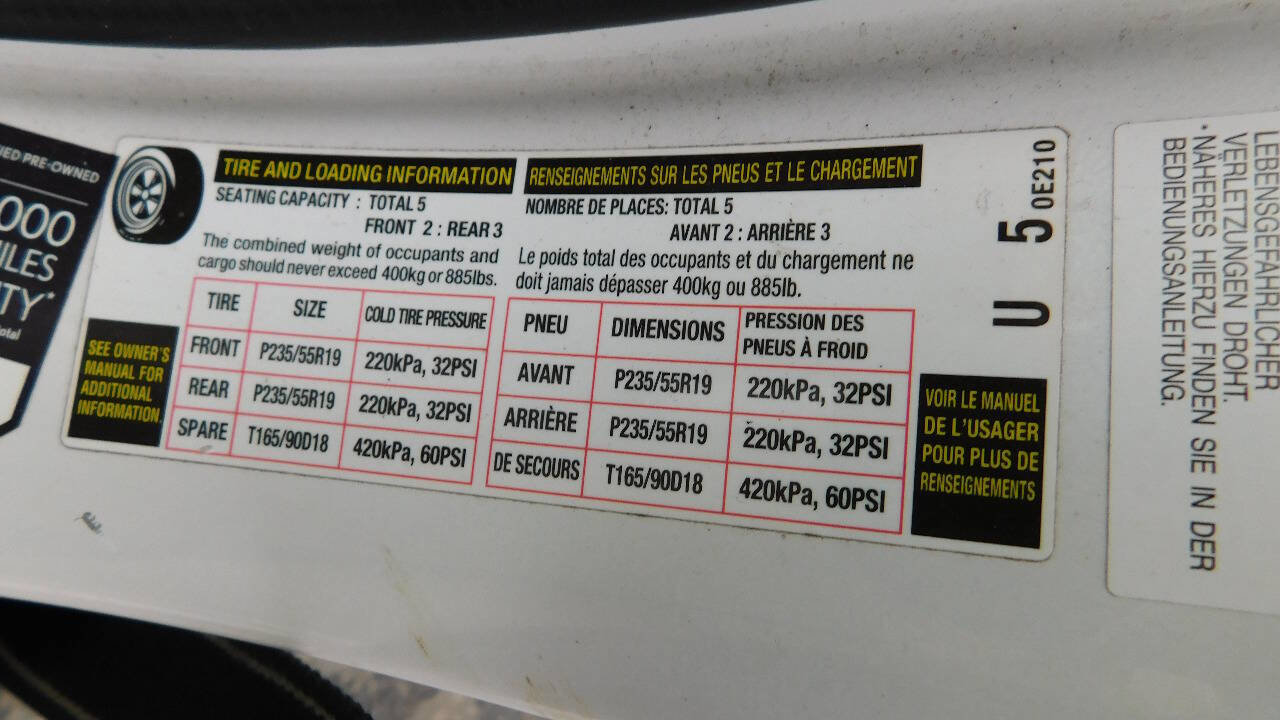 PRE-OWNED
TIRE AND LOADING INFORMATION
SEATING CAPACITY : TOTAL 5
FRONT 2 : REAR 3
The combined weight of occupants and
cargo should never exceed 400kg or 885lbs.
TIRE SIZE COLD TIRE PRESSURE
FRONT P235/55R19 220kPa, 32PSI
REAR P235/55R19 220kPa, 32PSI
SPARE T165/90D18 420kPa, 60PSI
SEE OWNER'S
MANUAL FOR
ADDITIONAL
INFORMATION.
RENSEIGNEMENTS SUR LES PNEUS ET LE CHARGEMENT
NOMBRE DE PLACES: TOTAL 5
AVANT 2 : ARRIÈRE 3
Le poids total des occupants et du chargement ne
doit jamais dépasser 400kg ou 885lb.
PNEU DIMENSIONS PRESSION DES
PNEUS À FROID
AVANT P235/55R19 220kPa, 32PSI
ARRIÈRE P235/55R19 220kPa, 32PSI
DE SECOURS T165/90D18 420kPa, 60PSI
VOIR LE MANUEL
DE L'USAGER
POUR PLUS DE
RENSEIGNEMENTS
U 5 0E210
LEBENSGEFÄHRLICHER
VERLETZUNGEN DROHT.
• NÄHERES HIERZU FINDEN SIE IN DER
BEDIENUNGSANLEITUNG.